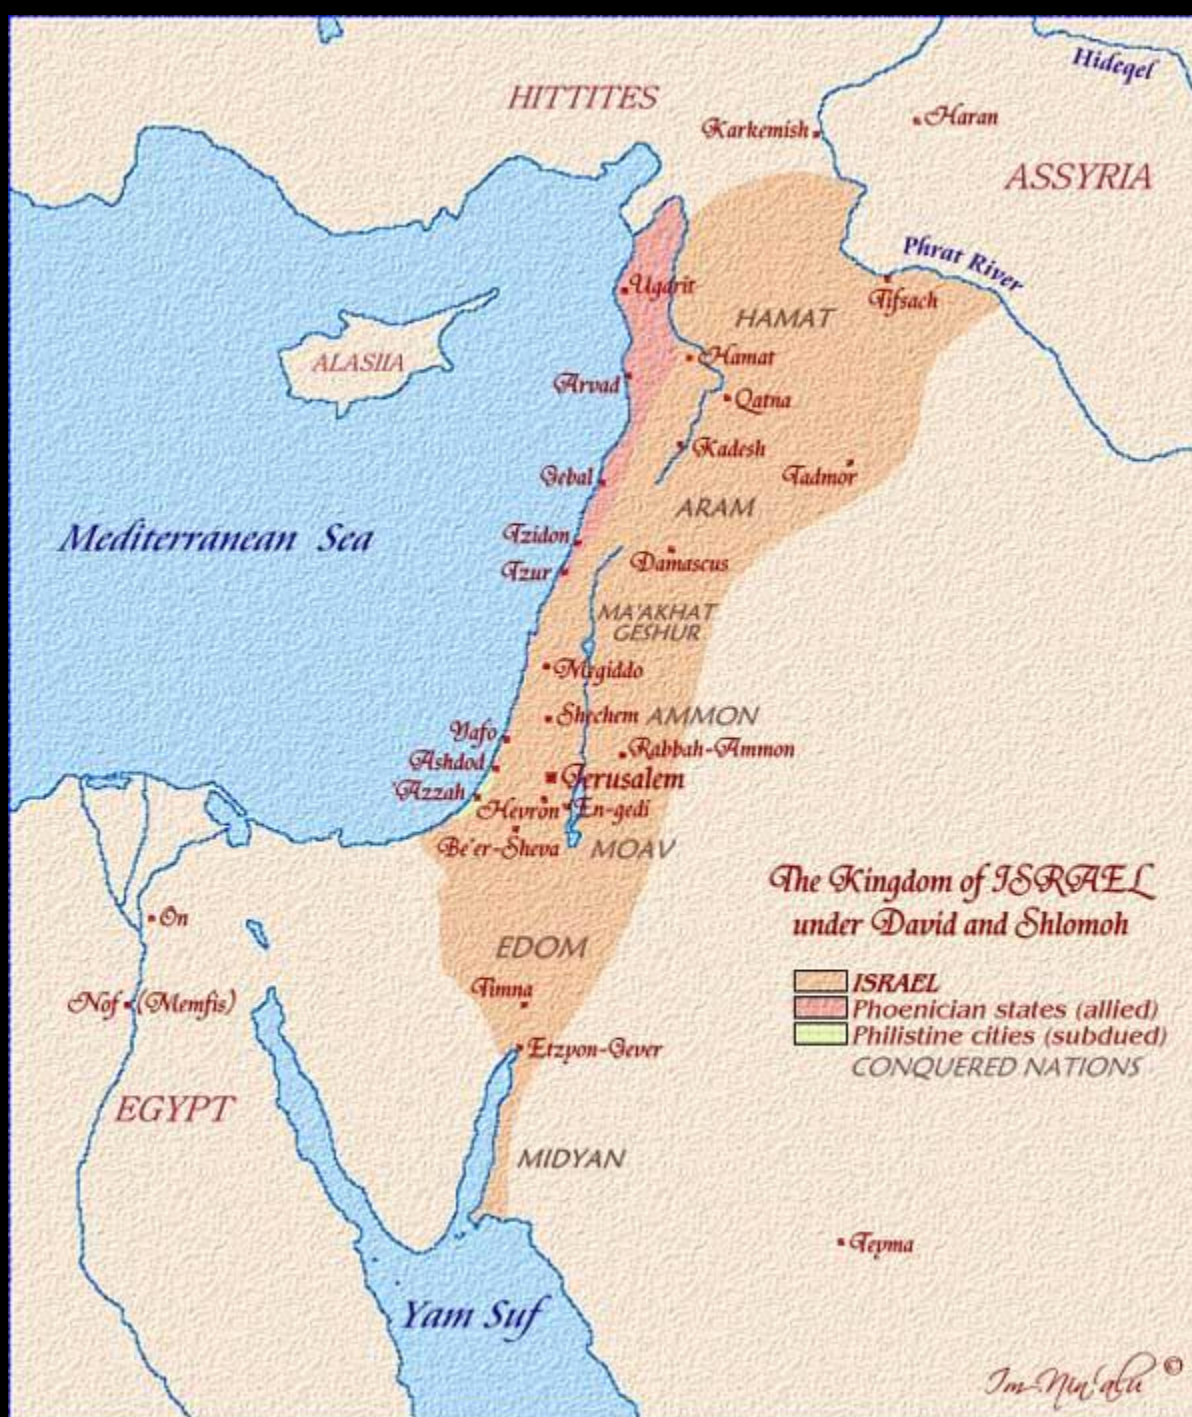 Hideqel
HITTITES
Karkemish
Haran
ASSYRIA
Phrat River
Ugarit
Tifsach
HAMAT
Hamat
ALASIIA
Arvad
Qatna
Kadesh
Gebal
Tadmor
ARAM
Mediterranean Sea
Tzidon
Damascus
Tzur
MA'AKHAT
GESHUR
Megiddo
Shechem
AMMON
Yafo
Rabbah-Ammon
Ashdod
Jerusalem
'Azzah
Hevron
En-gedi
Be'er-Sheva
MOAV
The Kingdom of ISRAEL
under David and Shlomoh
On
EDOM
ISRAEL
Timna
Nof (Memfis)
Phoenician states (allied)
Philistine cities (subdued)
Etzyon-Gever
CONQUERED NATIONS
EGYPT
MIDYAN
Teyma
Yam Suf
Im-Nin'alu ©